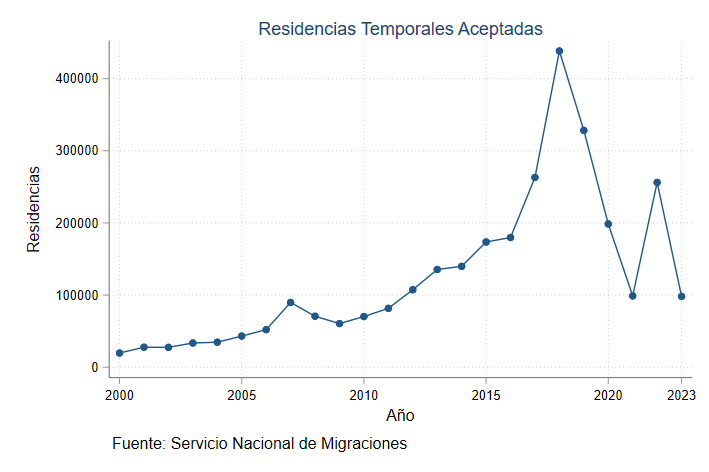 Residencias Temporales Aceptadas
400000
300000
200000
100000
0
Residencias
2000
2005
2010
2015
2020
2023
Año
Fuente: Servicio Nacional de Migraciones